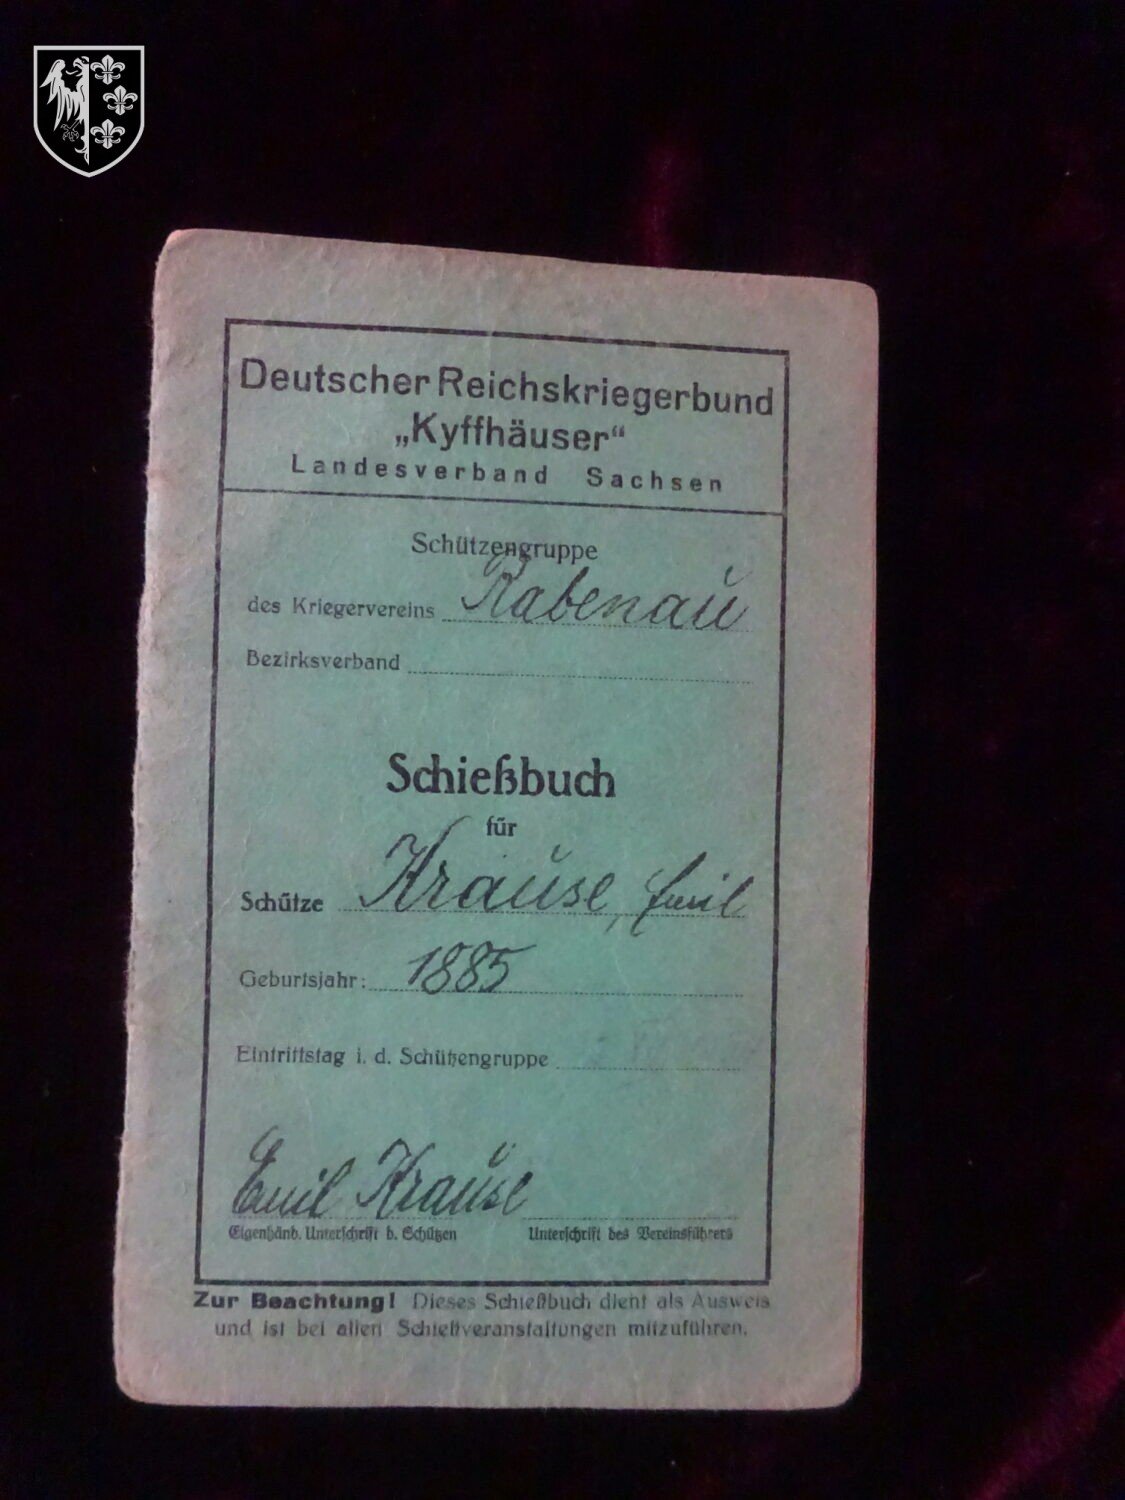 Deutscher Reichskriegerbund
„Kyffhäuser“
Landesverband Sachsen
Schützengruppe
des Kriegervereins Rabenau
Bezirksverband
Schießbuch
für
Schütze Krause, Emil
Geburtsjahr: 1885
Eintrittstag i. d. Schützengruppe
Emil Krause
Eigenhänd. Unterschrift d. Schützen Unterschrift des Vereinsführers
Zur Beachtung! Dieses Schießbuch dient als Ausweis
und ist bei allen Schießveranstaltungen mitzuführen.